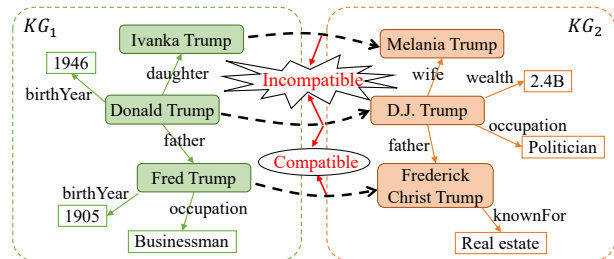 KG1
KG2
Ivanka Trump
Melania Trump
1946
daughter
Incompatible
wife
wealth
2.4B
birthYear
Donald Trump
D.J. Trump
occupation
father
father
Politician
Compatible
birthYear
Fred Trump
Frederick
Christ Trump
1905
occupation
knownFor
Businessman
Real estate